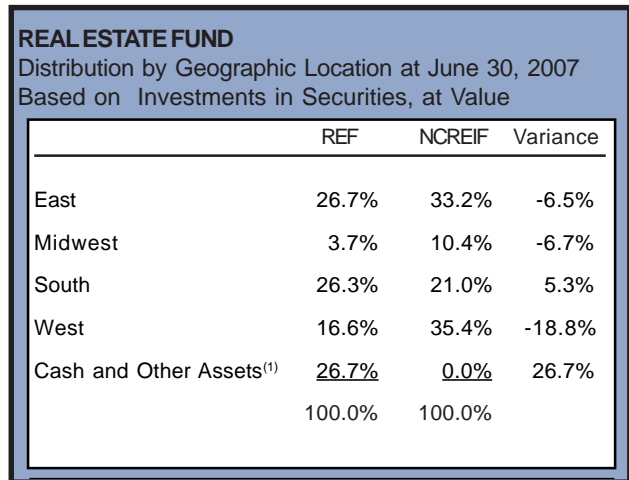 REAL ESTATE FUND
Distribution by Geographic Location at June 30, 2007
Based on Investments in Securities, at Value
REF NCREIF Variance
East 26.7% 33.2% -6.5%
Midwest 3.7% 10.4% -6.7%
South 26.3% 21.0% 5.3%
West 16.6% 35.4% -18.8%
Cash and Other Assets(1) 26.7% 0.0% 26.7%
100.0% 100.0%